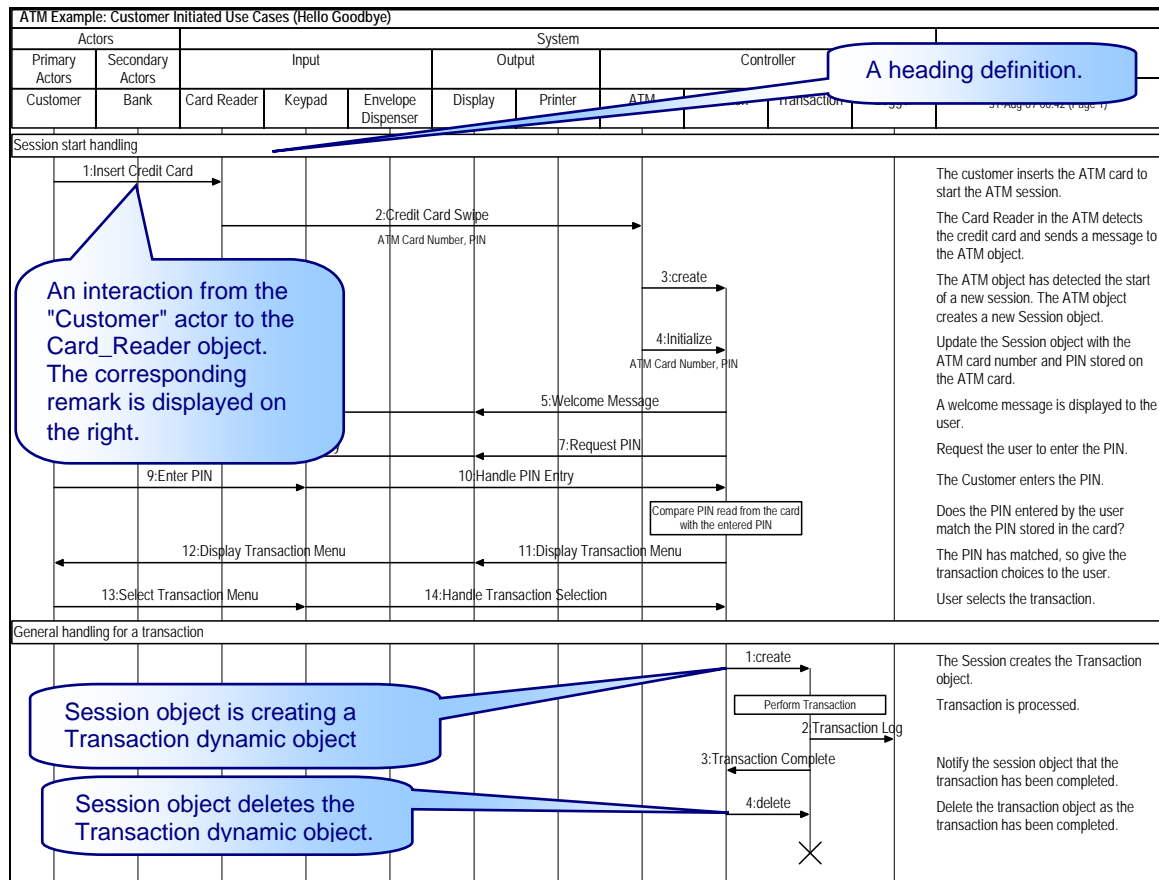 ATM Example: Customer Initiated Use Cases (Hello Goodbye)
Actors System
Primary Actors Secondary Actors Input Output Controller
Customer Bank Card Reader Keypad Envelope Dispenser Display Printer ATM Transaction
A heading definition.
Session start handling
1:Insert Credit Card
The customer inserts the ATM card to
start the ATM session.
2:Credit Card Swipe
ATM Card Number, PIN
The Card Reader in the ATM detects
the credit card and sends a message to
the ATM object.
3:create
The ATM object has detected the start
of a new session. The ATM object
creates a new Session object.
An interaction from the
"Customer" actor to the
Card_Reader object.
The corresponding
remark is displayed on
the right.
4:Initialize
ATM Card Number, PIN
Update the Session object with the
ATM card number and PIN stored on
the ATM card.
5:Welcome Message
A welcome message is displayed to the
user.
7:Request PIN
Request the user to enter the PIN.
9:Enter PIN
10:Handle PIN Entry
The Customer enters the PIN.
Compare PIN read from the card
with the entered PIN
Does the PIN entered by the user
match the PIN stored in the card?
12:Display Transaction Menu
11:Display Transaction Menu
The PIN has matched, so give the
transaction choices to the user.
13:Select Transaction Menu
14:Handle Transaction Selection
User selects the transaction.
General handling for a transaction
1:create
The Session creates the Transaction
object.
Session object is creating a
Transaction dynamic object
Perform Transaction
Transaction is processed.
2:Transaction Log
3:Transaction Complete
Notify the session object that the
transaction has been completed.
Session object deletes the
Transaction dynamic object.
4:delete
Delete the transaction object as the
transaction has been completed.